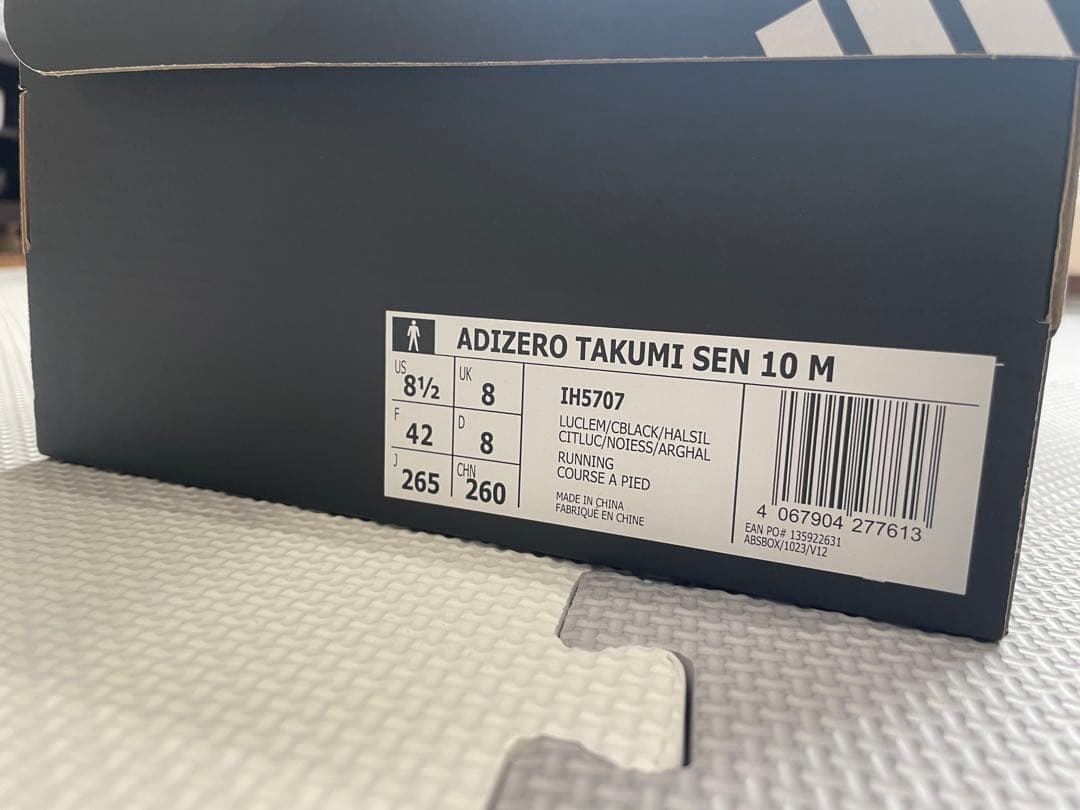 ADIZERO TAKUMI SEN 10 M
US 8½ UK 8
F 42 D 8
J 265 CHN 260
IH5707
LUCLEM/CBLACK/HALSIL
CITLUC/NOIESS/ARGHAL
RUNNING
COURSE A PIED
MADE IN CHINA
FABRIQUÉ EN CHINE
4 067904 277613
EAN PO# 135922631
ABSBOX/1023/V12